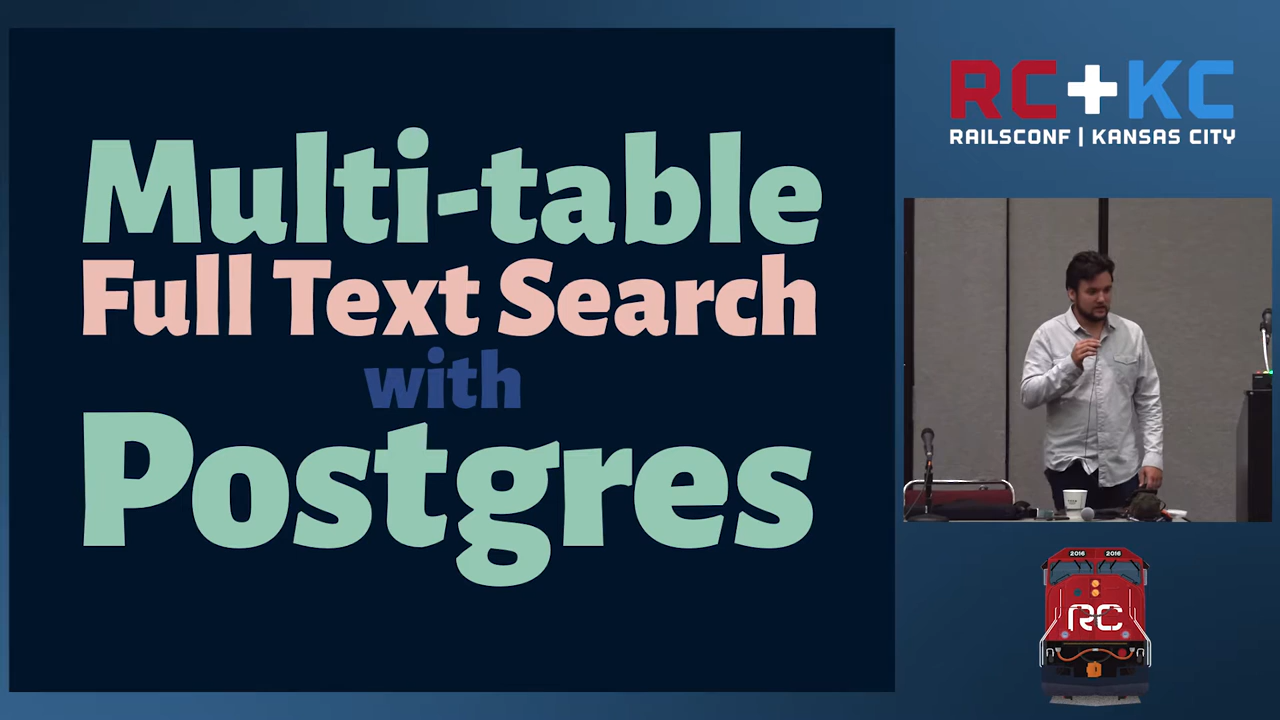 Multi-table
Full Text Search
with
Postgres
RC+KC
RAILSCONF | KANSAS CITY
2016 2016
RC